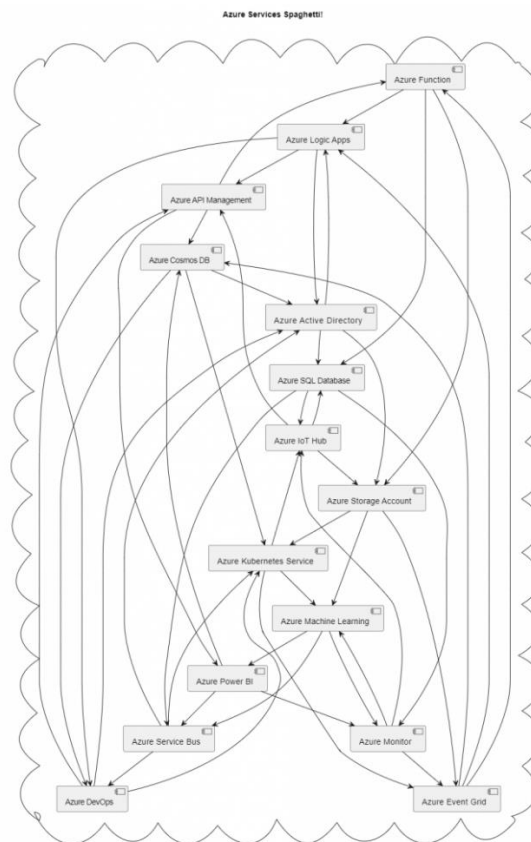 Azure Services Spaghetti!
Azure Function
Azure Logic Apps
Azure API Management
Azure Cosmos DB
Azure Active Directory
Azure SQL Database
Azure IoT Hub
Azure Storage Account
Azure Kubernetes Service
Azure Machine Learning
Azure Power BI
Azure Service Bus
Azure Monitor
Azure DevOps
Azure Event Grid